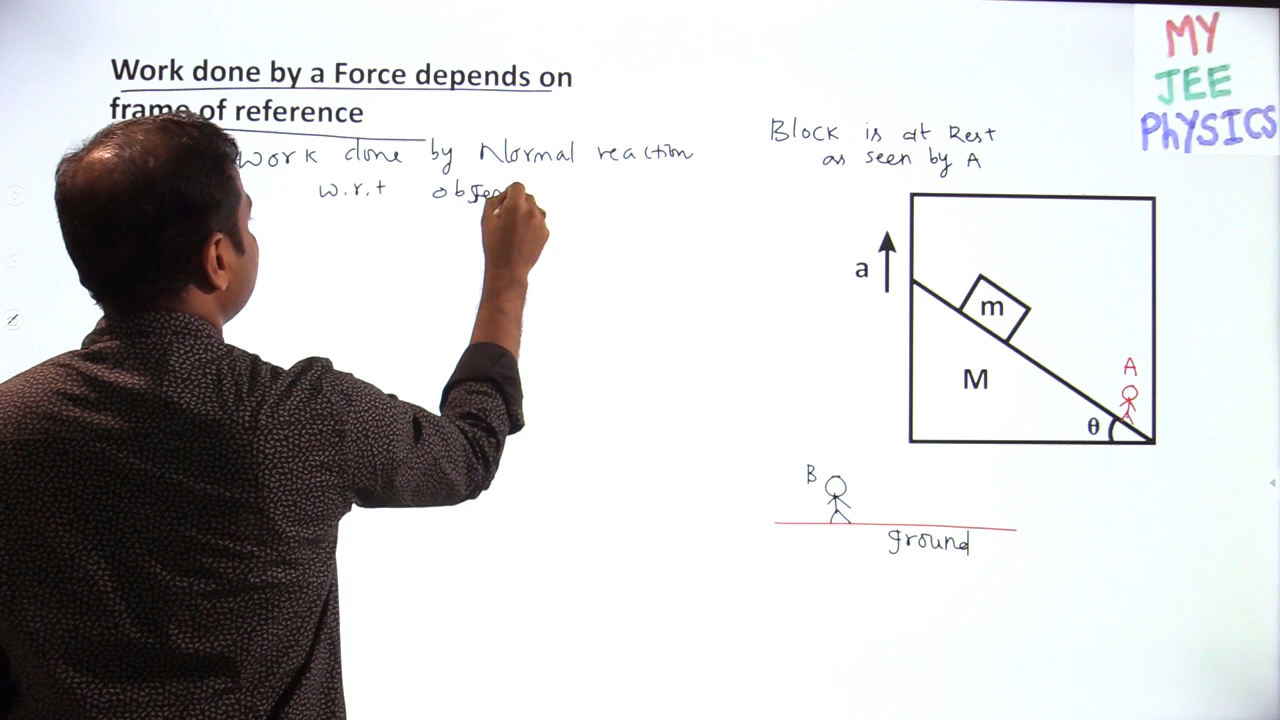 Work done by a Force depends on
frame of reference
work done by Normal reaction
w.r.t
Block is at Rest
as seen by A
MY
JEE
PHYSICS
a
m
M
A
θ
B
ground